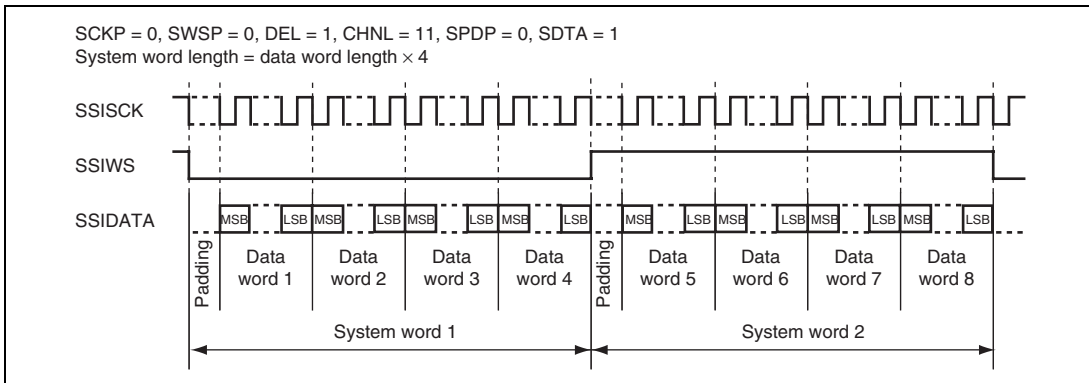 SCKP = 0, SWSP = 0, DEL = 1, CHNL = 11, SPDP = 0, SDTA = 1
System word length = data word length × 4
SSISCK
SSIWS
SSIDATA
MSB LSB MSB LSB MSB LSB MSB LSB MSB LSB MSB LSB MSB LSB MSB LSB
Padding
Data word 1
Data word 2
Data word 3
Data word 4
Padding
Data word 5
Data word 6
Data word 7
Data word 8
System word 1
System word 2